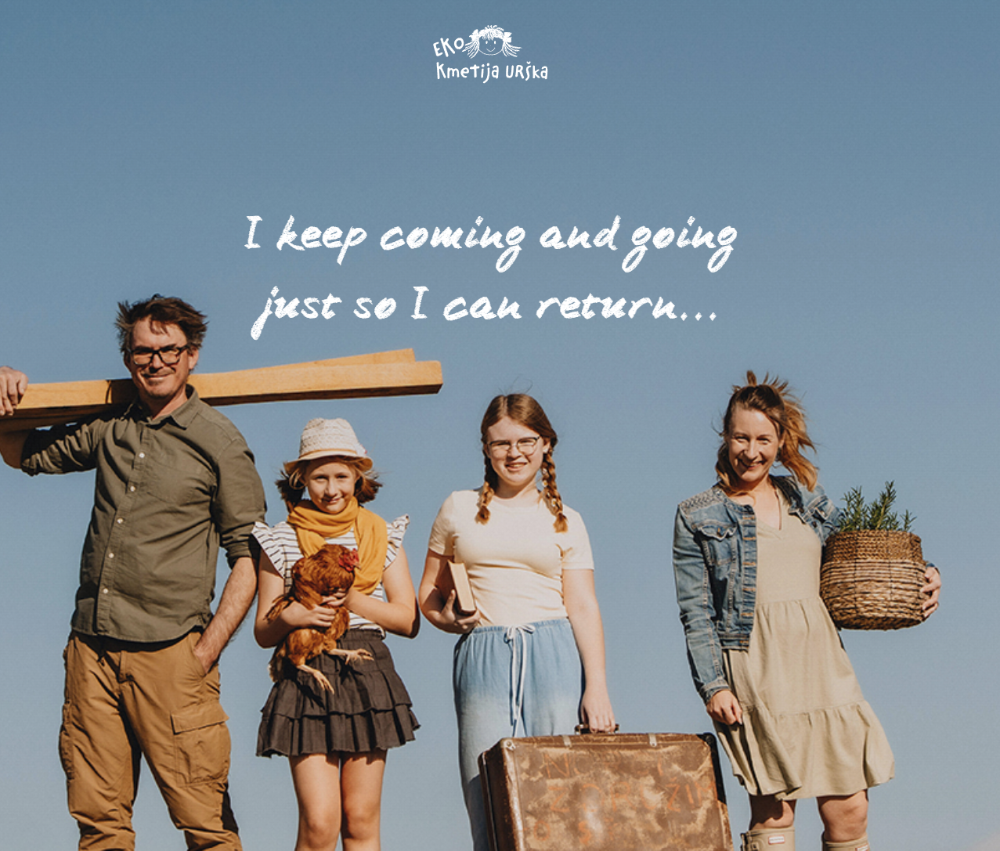 EKO
Kmetija URŠka
I keep coming and going
just so I can return...